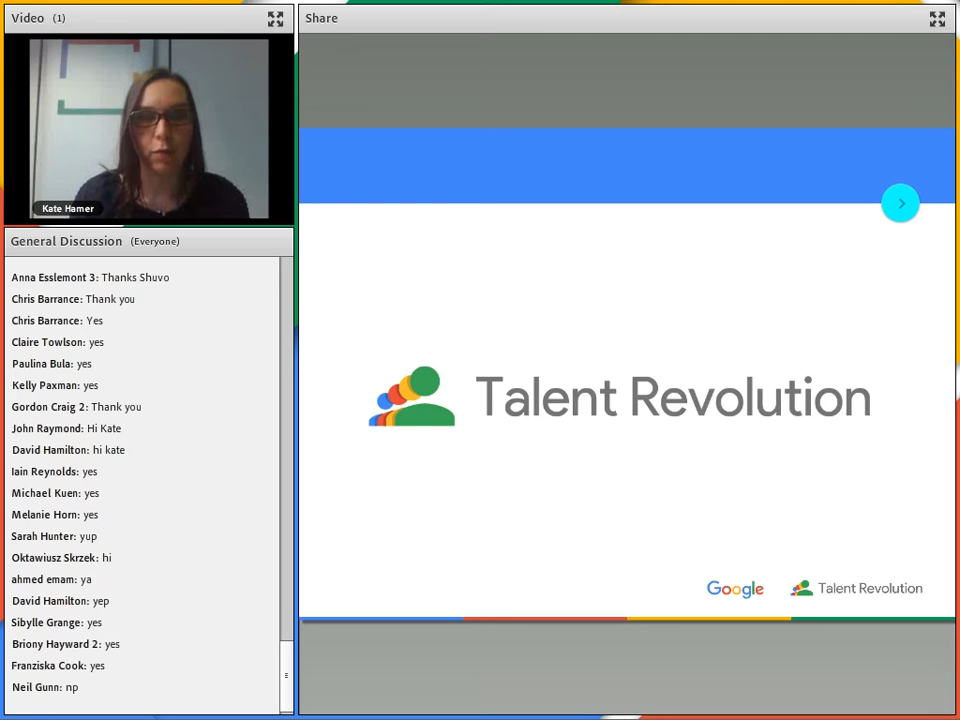 Video (1)
Kate Hamer
General Discussion (Everyone)
Anna Esslemont 3: Thanks Shuvo
Chris Barrance: Thank you
Chris Barrance: Yes
Claire Towlson: yes
Paulina Bula: yes
Kelly Paxman: yes
Gordon Craig 2: Thank you
John Raymond: Hi Kate
David Hamilton: hi kate
Iain Reynolds: yes
Michael Kuen: yes
Melanie Horn: yes
Sarah Hunter: yup
Oktawiusz Skrzek: hi
ahmed emam: ya
David Hamilton: yep
Sibylle Grange: yes
Briony Hayward 2: yes
Franziska Cook: yes
Neil Gunn: np
Share
Talent Revolution
Google Talent Revolution